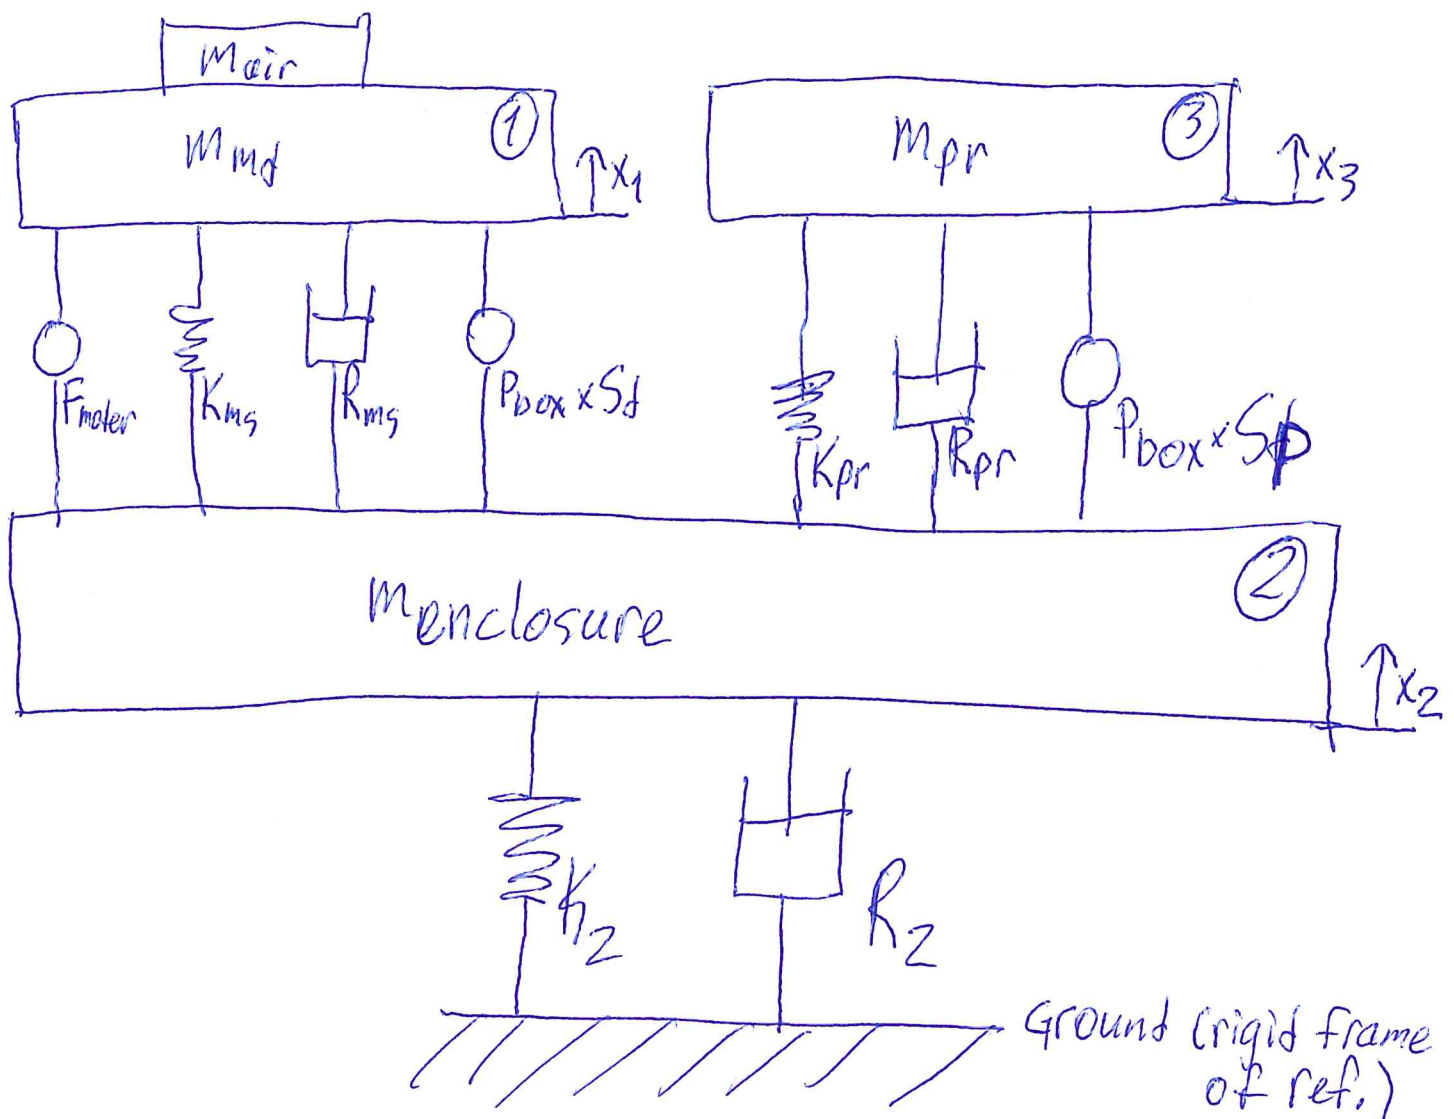 Mair
Mmd
①
x1
Mpr
③
x3
Fmoter
Kms
Rms
Pbox x Sd
Kpr
Rpr
Pbox x Sp
Menclosure
②
x2
K2
R2
Ground (rigid frame
of ref.)